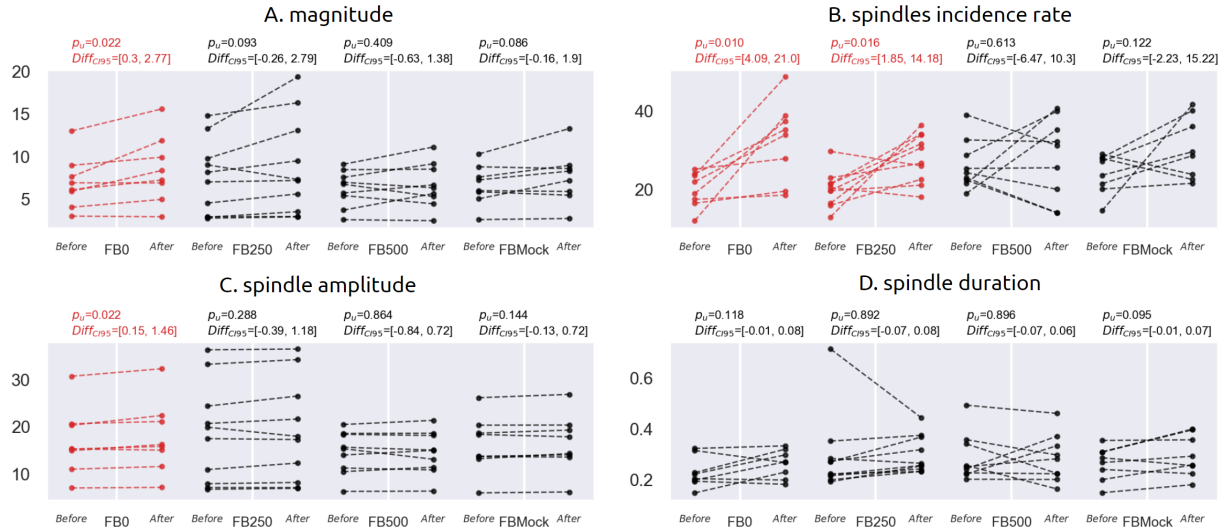 A. magnitude
p_u=0.022 p_u=0.093 p_u=0.409 p_u=0.086
Diff_CI95=[0.3, 2.77] Diff_CI95=[-0.26, 2.79] Diff_CI95=[-0.63, 1.38] Diff_CI95=[-0.16, 1.9]
20
15
10
5
Before FB0 After Before FB250 After Before FB500 After Before FBMock After
B. spindles incidence rate
p_u=0.010 p_u=0.016 p_u=0.613 p_u=0.122
Diff_CI95=[4.09, 21.0] Diff_CI95=[1.85, 14.18] Diff_CI95=[-6.47, 10.3] Diff_CI95=[-2.23, 15.22]
40
20
Before FB0 After Before FB250 After Before FB500 After Before FBMock After
C. spindle amplitude
p_u=0.022 p_u=0.288 p_u=0.864 p_u=0.144
Diff_CI95=[0.15, 1.46] Diff_CI95=[-0.39, 1.18] Diff_CI95=[-0.84, 0.72] Diff_CI95=[-0.13, 0.72]
30
20
10
Before FB0 After Before FB250 After Before FB500 After Before FBMock After
D. spindle duration
p_u=0.118 p_u=0.892 p_u=0.896 p_u=0.095
Diff_CI95=[-0.01, 0.08] Diff_CI95=[-0.07, 0.08] Diff_CI95=[-0.07, 0.06] Diff_CI95=[-0.01, 0.07]
0.6
0.4
0.2
Before FB0 After Before FB250 After Before FB500 After Before FBMock After